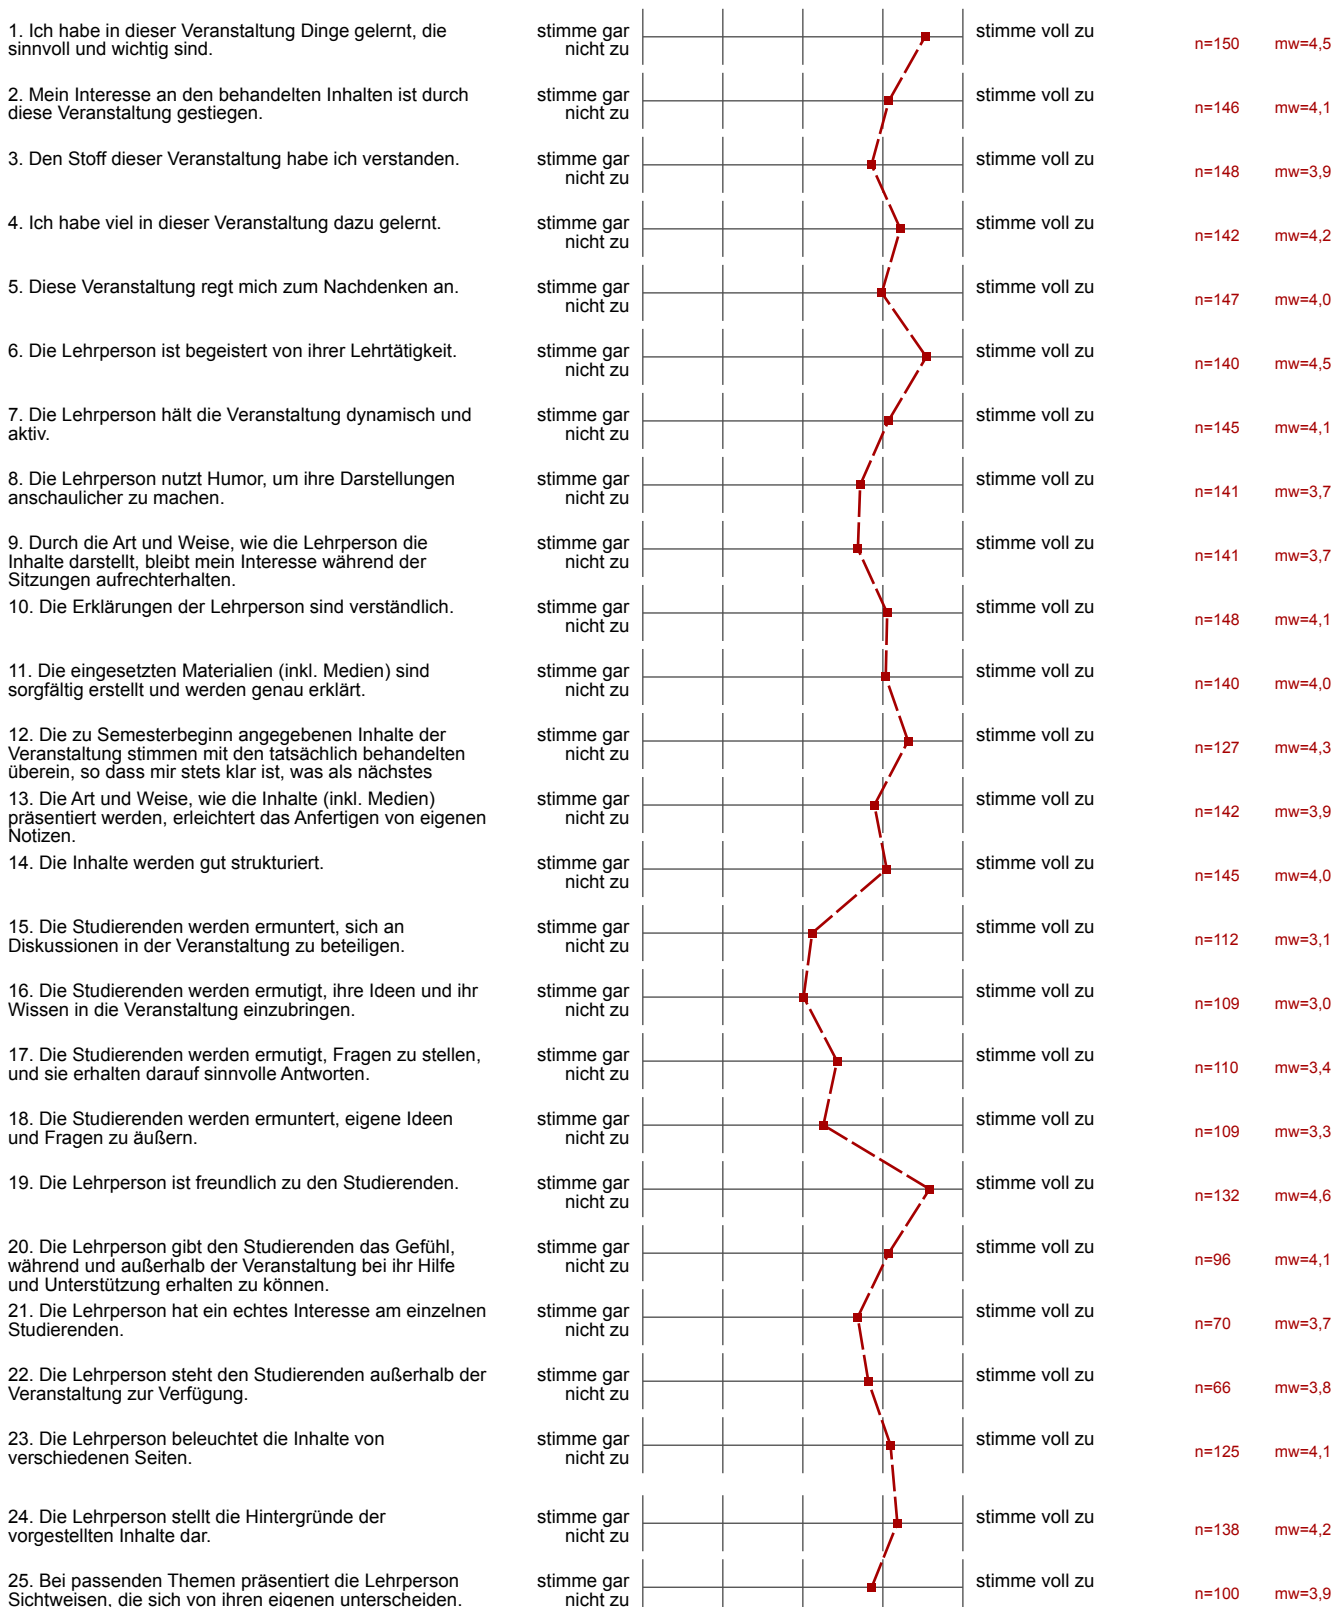 1. Ich habe in dieser Veranstaltung Dinge gelernt, die
sinnvoll und wichtig sind.
stimme gar
nicht zu
stimme voll zu
n=150 mw=4,5
2. Mein Interesse an den behandelten Inhalten ist durch
diese Veranstaltung gestiegen.
stimme gar
nicht zu
stimme voll zu
n=146 mw=4,1
3. Den Stoff dieser Veranstaltung habe ich verstanden.
stimme gar
nicht zu
stimme voll zu
n=148 mw=3,9
4. Ich habe viel in dieser Veranstaltung dazu gelernt.
stimme gar
nicht zu
stimme voll zu
n=142 mw=4,2
5. Diese Veranstaltung regt mich zum Nachdenken an.
stimme gar
nicht zu
stimme voll zu
n=147 mw=4,0
6. Die Lehrperson ist begeistert von ihrer Lehrtätigkeit.
stimme gar
nicht zu
stimme voll zu
n=140 mw=4,5
7. Die Lehrperson hält die Veranstaltung dynamisch und
aktiv.
stimme gar
nicht zu
stimme voll zu
n=145 mw=4,1
8. Die Lehrperson nutzt Humor, um ihre Darstellungen
anschaulicher zu machen.
stimme gar
nicht zu
stimme voll zu
n=141 mw=3,7
9. Durch die Art und Weise, wie die Lehrperson die
Inhalte darstellt, bleibt mein Interesse während der
Sitzungen aufrechterhalten.
stimme gar
nicht zu
stimme voll zu
n=141 mw=3,7
10. Die Erklärungen der Lehrperson sind verständlich.
stimme gar
nicht zu
stimme voll zu
n=148 mw=4,1
11. Die eingesetzten Materialien (inkl. Medien) sind
sorgfältig erstellt und werden genau erklärt.
stimme gar
nicht zu
stimme voll zu
n=140 mw=4,0
12. Die zu Semesterbeginn angegebenen Inhalte der
Veranstaltung stimmen mit den tatsächlich behandelten
überein, so dass mir stets klar ist, was als nächstes
stimme gar
nicht zu
stimme voll zu
n=127 mw=4,3
13. Die Art und Weise, wie die Inhalte (inkl. Medien)
präsentiert werden, erleichtert das Anfertigen von eigenen
Notizen.
stimme gar
nicht zu
stimme voll zu
n=142 mw=3,9
14. Die Inhalte werden gut strukturiert.
stimme gar
nicht zu
stimme voll zu
n=145 mw=4,0
15. Die Studierenden werden ermuntert, sich an
Diskussionen in der Veranstaltung zu beteiligen.
stimme gar
nicht zu
stimme voll zu
n=112 mw=3,1
16. Die Studierenden werden ermutigt, ihre Ideen und ihr
Wissen in die Veranstaltung einzubringen.
stimme gar
nicht zu
stimme voll zu
n=109 mw=3,0
17. Die Studierenden werden ermutigt, Fragen zu stellen,
und sie erhalten darauf sinnvolle Antworten.
stimme gar
nicht zu
stimme voll zu
n=110 mw=3,4
18. Die Studierenden werden ermuntert, eigene Ideen
und Fragen zu äußern.
stimme gar
nicht zu
stimme voll zu
n=109 mw=3,3
19. Die Lehrperson ist freundlich zu den Studierenden.
stimme gar
nicht zu
stimme voll zu
n=132 mw=4,6
20. Die Lehrperson gibt den Studierenden das Gefühl,
während und außerhalb der Veranstaltung bei ihr Hilfe
und Unterstützung erhalten zu können.
stimme gar
nicht zu
stimme voll zu
n=96 mw=4,1
21. Die Lehrperson hat ein echtes Interesse am einzelnen
Studierenden.
stimme gar
nicht zu
stimme voll zu
n=70 mw=3,7
22. Die Lehrperson steht den Studierenden außerhalb der
Veranstaltung zur Verfügung.
stimme gar
nicht zu
stimme voll zu
n=66 mw=3,8
23. Die Lehrperson beleuchtet die Inhalte von
verschiedenen Seiten.
stimme gar
nicht zu
stimme voll zu
n=125 mw=4,1
24. Die Lehrperson stellt die Hintergründe der
vorgestellten Inhalte dar.
stimme gar
nicht zu
stimme voll zu
n=138 mw=4,2
25. Bei passenden Themen präsentiert die Lehrperson
Sichtweisen, die sich von ihren eigenen unterscheiden.
stimme gar
nicht zu
stimme voll zu
n=100 mw=3,9